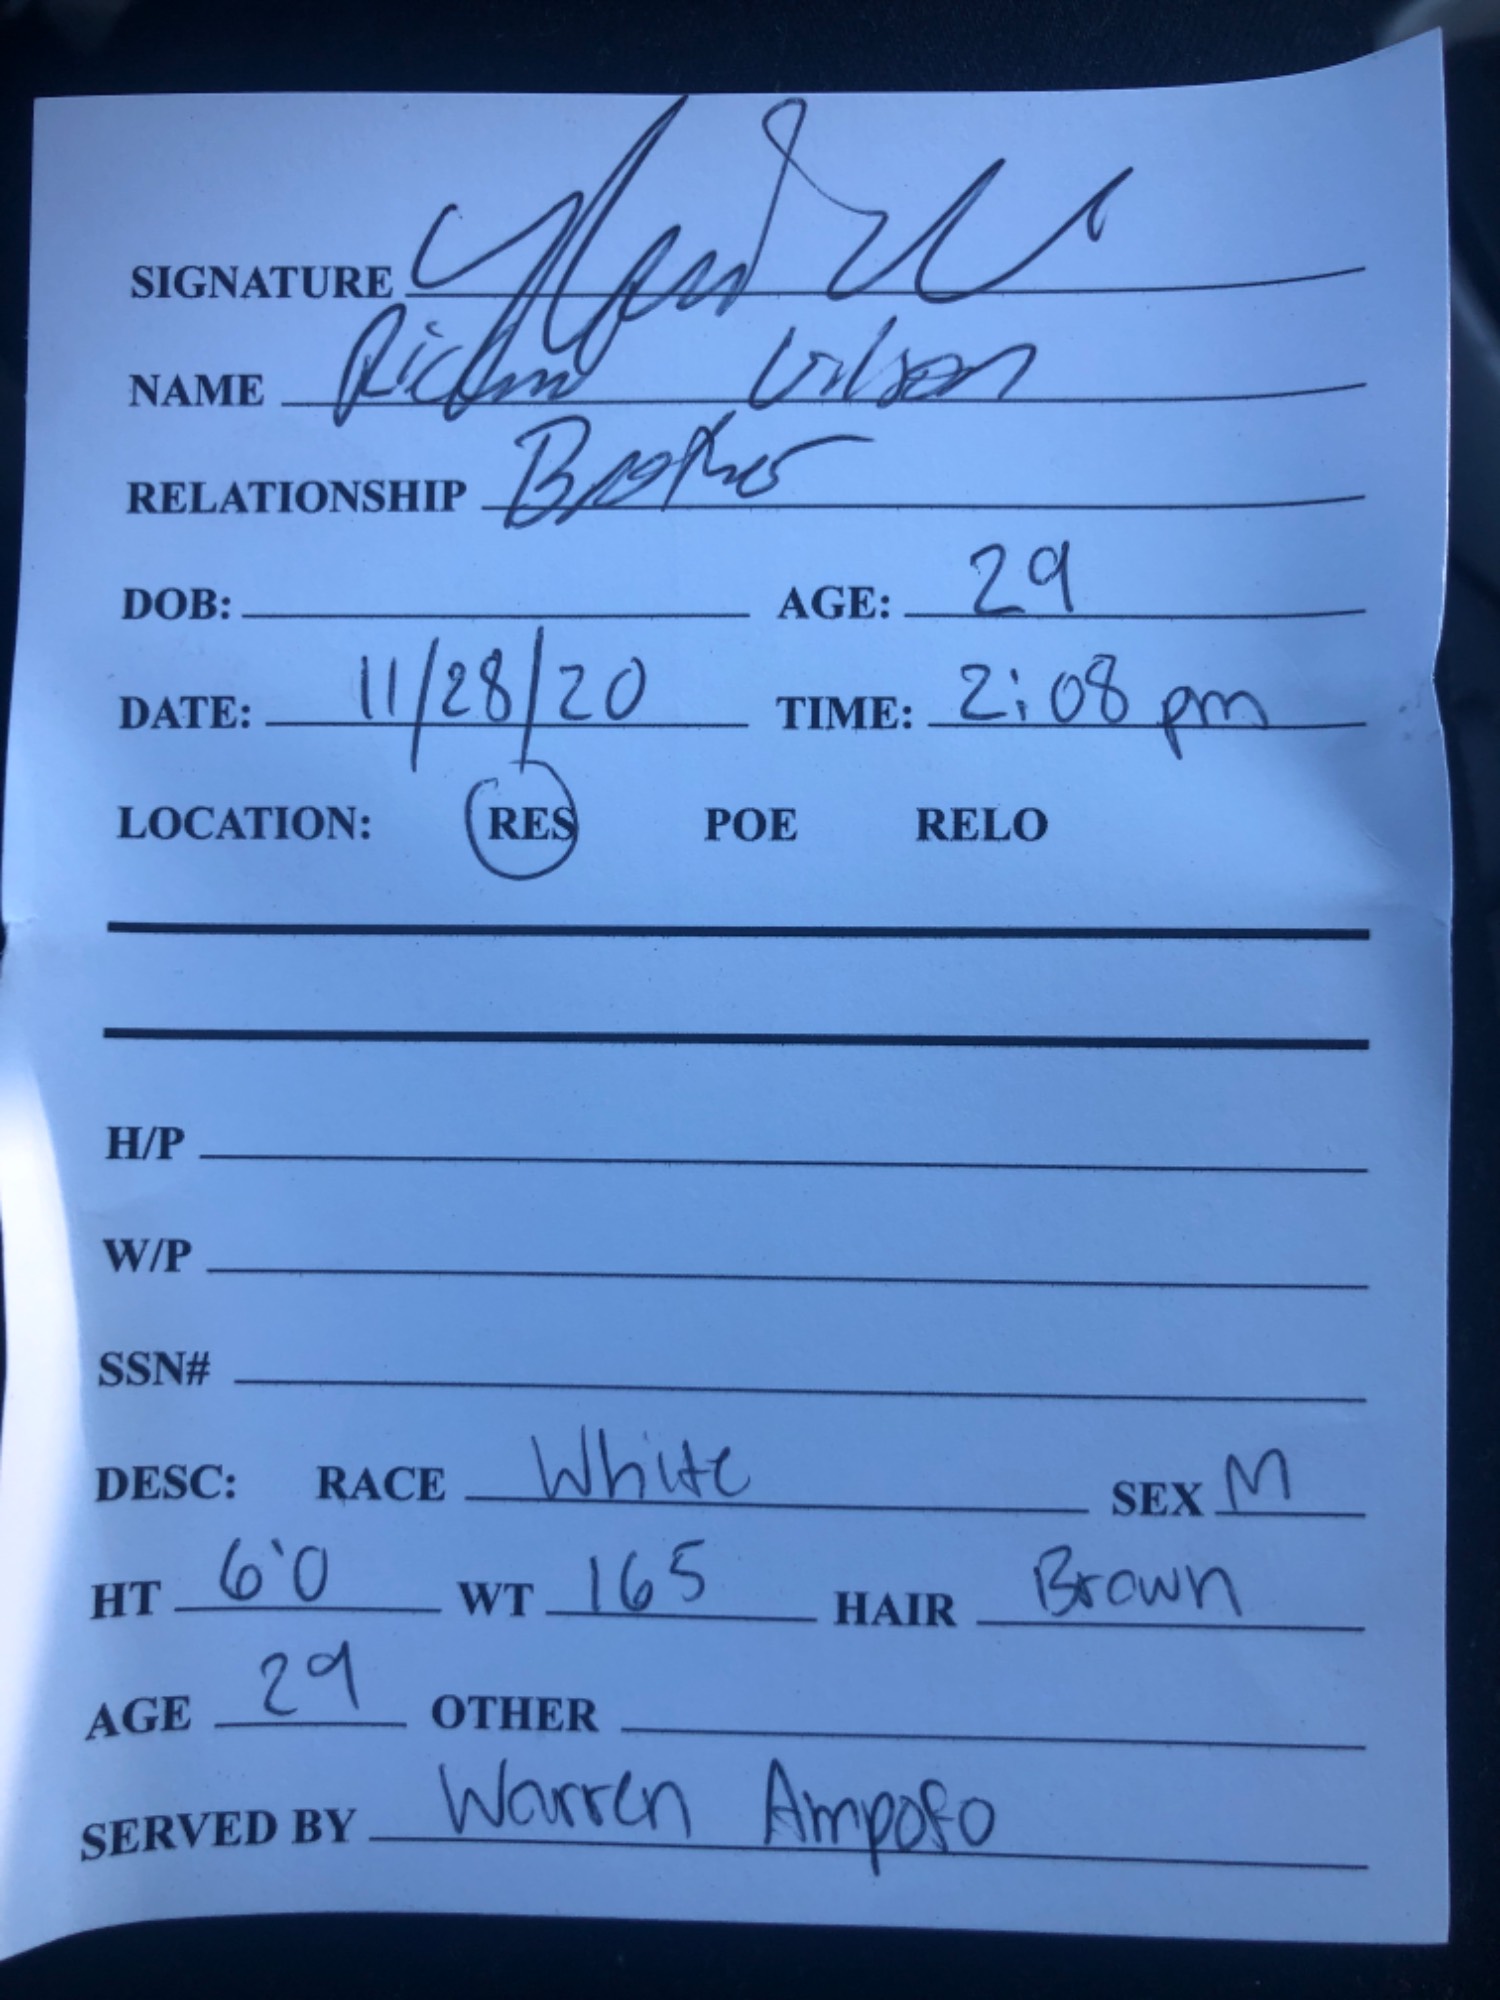 SIGNATURE
NAME Wilson
RELATIONSHIP Brother
DOB: AGE: 29
DATE: 11/28/20 TIME: 2:08 pm
LOCATION: RES POE RELO
H/P
W/P
SSN#
DESC: RACE White SEX M
HT 6'0 WT 165 HAIR Brown
AGE 29 OTHER
SERVED BY Warren Ampofo